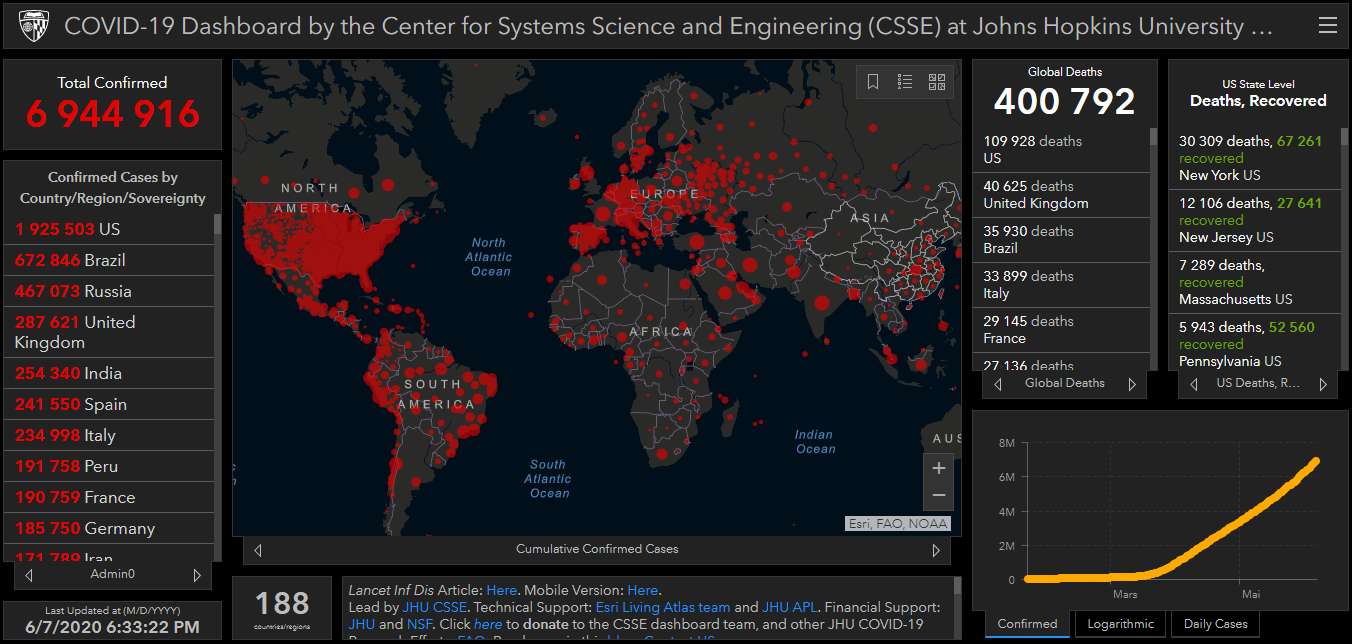 COVID-19 Dashboard by the Center for Systems Science and Engineering (CSSE) at Johns Hopkins University ...
Total Confirmed
6 944 916
Confirmed Cases by
Country/Region/Sovereignty
1 925 503 US
672 846 Brazil
467 073 Russia
287 621 United
Kingdom
254 340 India
241 550 Spain
234 998 Italy
191 758 Peru
190 759 France
185 750 Germany
171 789 Iran
Admin0
Last Updated at (M/D/YYYY)
6/7/2020 6:33:22 PM
NORTH
AMERICA
EUROPE
ASIA
North
Atlantic
Ocean
AFRICA
SOUTH
AMERICA
Indian
Ocean
AUS
South
Atlantic
Ocean
+
−
Esri, FAO, NOAA
Cumulative Confirmed Cases
188
countries/regions
Lancet Inf Dis Article: Here. Mobile Version: Here.
Lead by JHU CSSE. Technical Support: Esri Living Atlas team and JHU APL. Financial Support:
JHU and NSF. Click here to donate to the CSSE dashboard team, and other JHU COVID-19
Global Deaths
400 792
109 928 deaths
US
40 625 deaths
United Kingdom
35 930 deaths
Brazil
33 899 deaths
Italy
29 145 deaths
France
27 136 deaths
Global Deaths
US State Level
Deaths, Recovered
30 309 deaths, 67 261
recovered
New York US
12 106 deaths, 27 641
recovered
New Jersey US
7 289 deaths,
recovered
Massachusetts US
5 943 deaths, 52 560
recovered
Pennsylvania US
US Deaths, R...
8M
6M
4M
2M
0
Mars
Mai
Confirmed
Logarithmic
Daily Cases